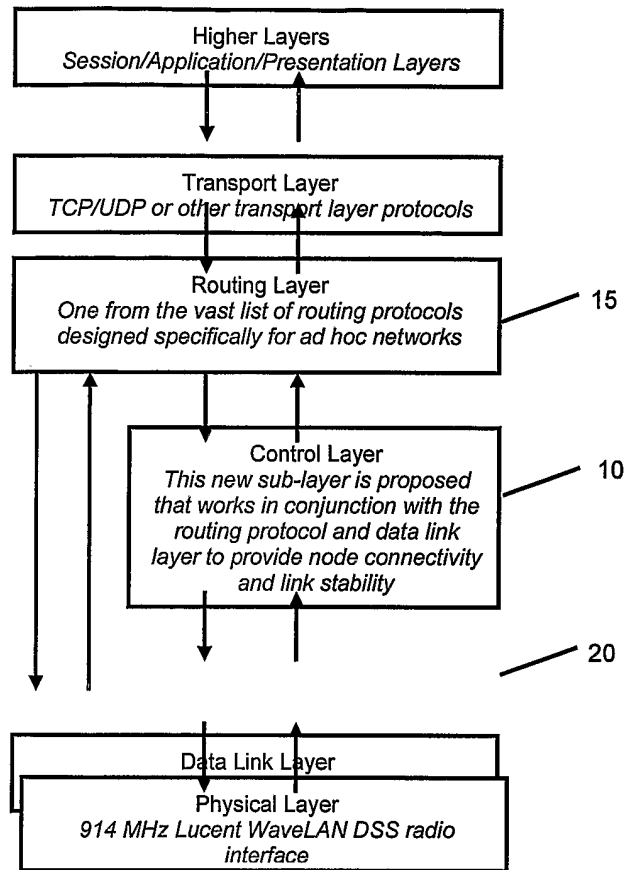 Higher Layers
Session/Application/Presentation Layers
Transport Layer
TCP/UDP or other transport layer protocols
Routing Layer
One from the vast list of routing protocols
designed specifically for ad hoc networks
15
Control Layer
This new sub-layer is proposed
that works in conjunction with the
routing protocol and data link
layer to provide node connectivity
and link stability
10
20
Data Link Layer
Physical Layer
914 MHz Lucent WaveLAN DSS radio
interface